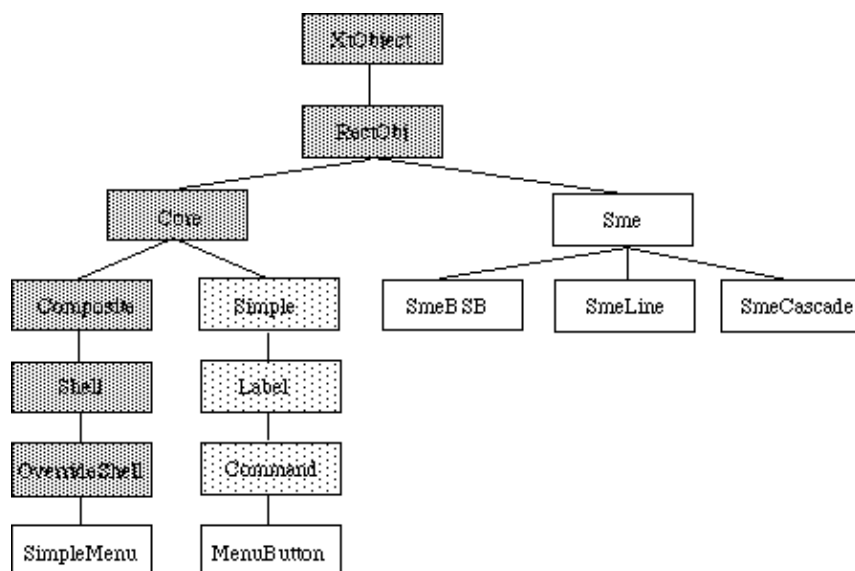 XtObject
RectObj
Core
Sme
Composite
Simple
SmeBSB
SmeLine
SmeCascade
Shell
Label
OverrideShell
Command
SimpleMenu
MenuButton